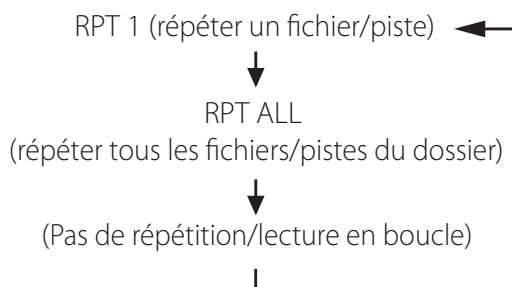 RPT 1 (répéter un fichier/piste)
RPT ALL
(répéter tous les fichiers/pistes du dossier)
(Pas de répétition/lecture en boucle)